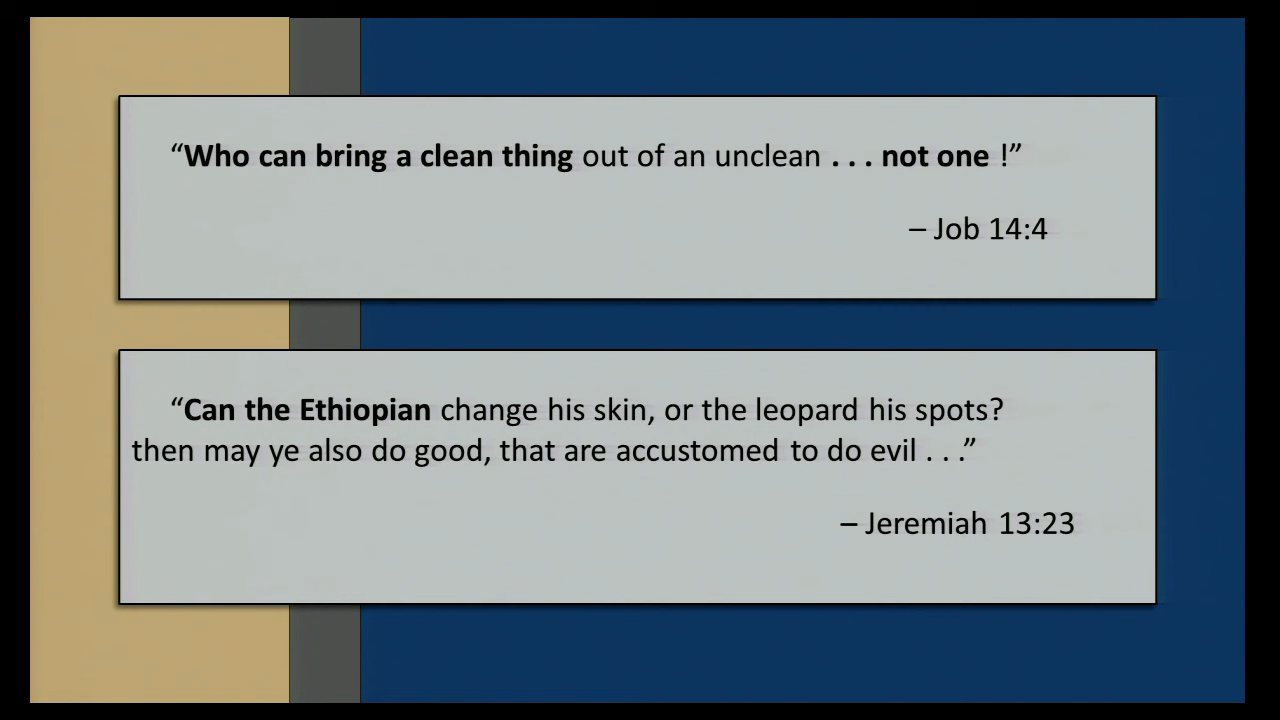 “Who can bring a clean thing out of an unclean . . . not one !”
– Job 14:4
“Can the Ethiopian change his skin, or the leopard his spots?
then may ye also do good, that are accustomed to do evil . . .”
– Jeremiah 13:23